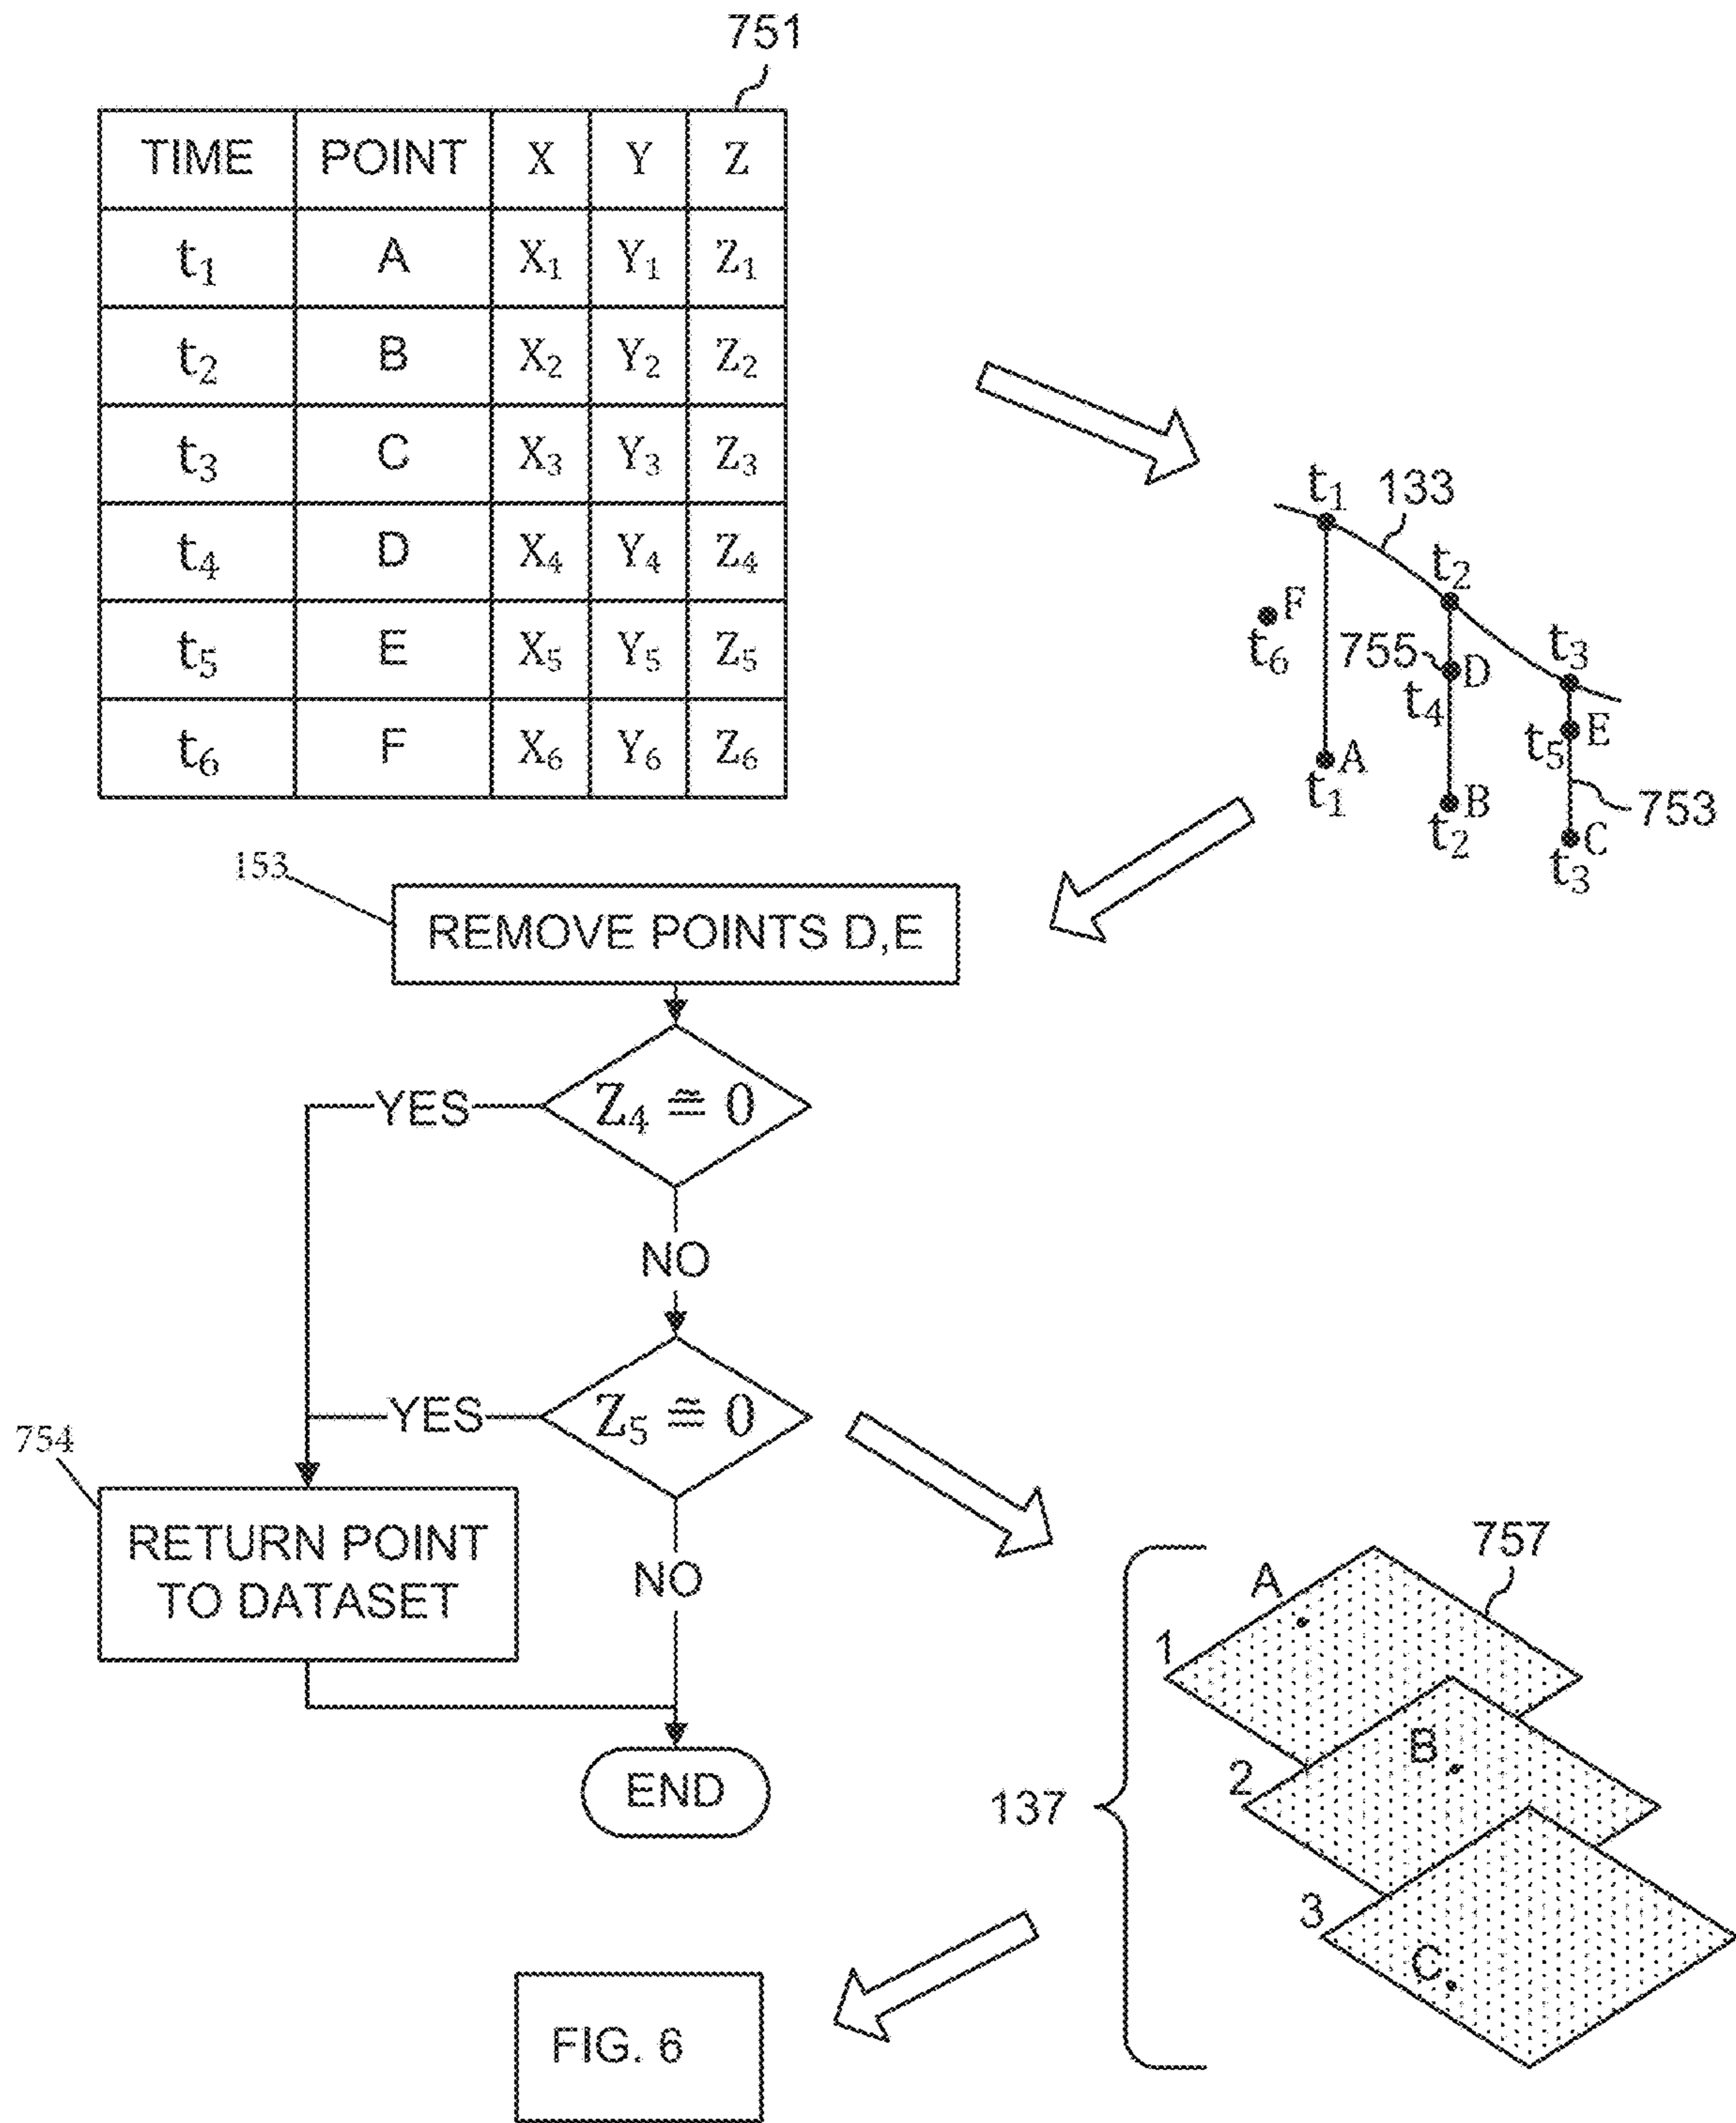 751
TIME POINT X Y Z
t₁ A X₁ Y₁ Z₁
t₂ B X₂ Y₂ Z₂
t₃ C X₃ Y₃ Z₃
t₄ D X₄ Y₄ Z₄
t₅ E X₅ Y₅ Z₅
t₆ F X₆ Y₆ Z₆
t₁
133
t₂
F
t₆
755
D
t₄
t₃
E
t₅
A
t₁
B
t₂
753
C
t₃
153
REMOVE POINTS D,E
Z₄ ≅ 0
YES
NO
Z₅ ≅ 0
YES
NO
754
RETURN POINT
TO DATASET
END
757
A
1
B
2
137
3
C
FIG. 6